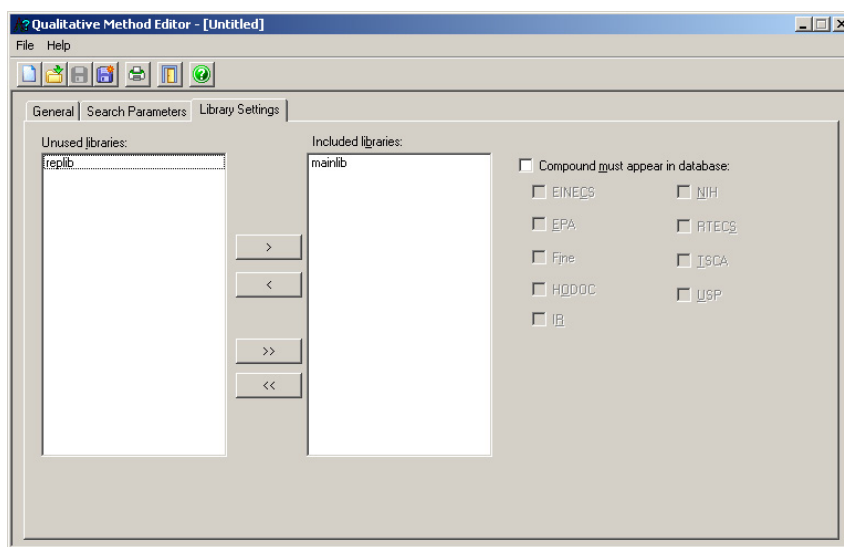 Qualitative Method Editor - [Untitled]
File Help
General Search Parameters Library Settings
Unused libraries: Included libraries:
replib mainlib
Compound must appear in database:
EINECS NIH
EPA RTECS
Fine TSCA
HODOC USP
IR
>
<
>>
<<